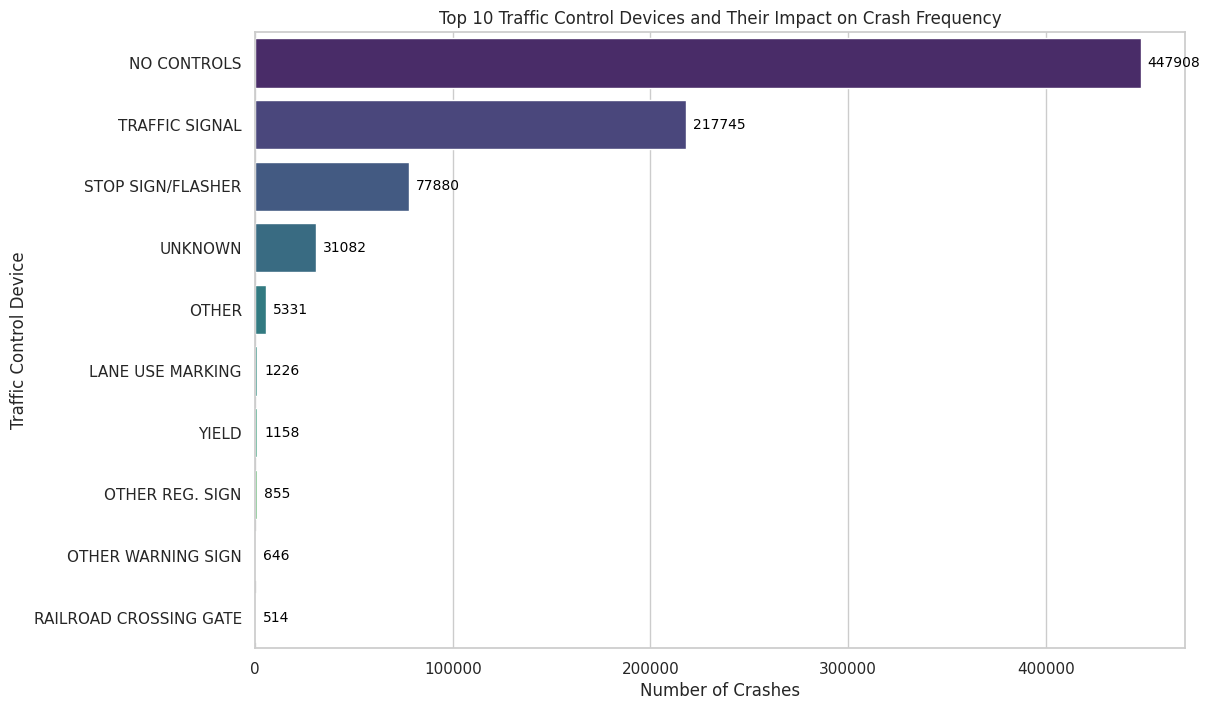 Top 10 Traffic Control Devices and Their Impact on Crash Frequency
Traffic Control Device
NO CONTROLS 447908
TRAFFIC SIGNAL 217745
STOP SIGN/FLASHER 77880
UNKNOWN 31082
OTHER 5331
LANE USE MARKING 1226
YIELD 1158
OTHER REG. SIGN 855
OTHER WARNING SIGN 646
RAILROAD CROSSING GATE 514
0 100000 200000 300000 400000
Number of Crashes